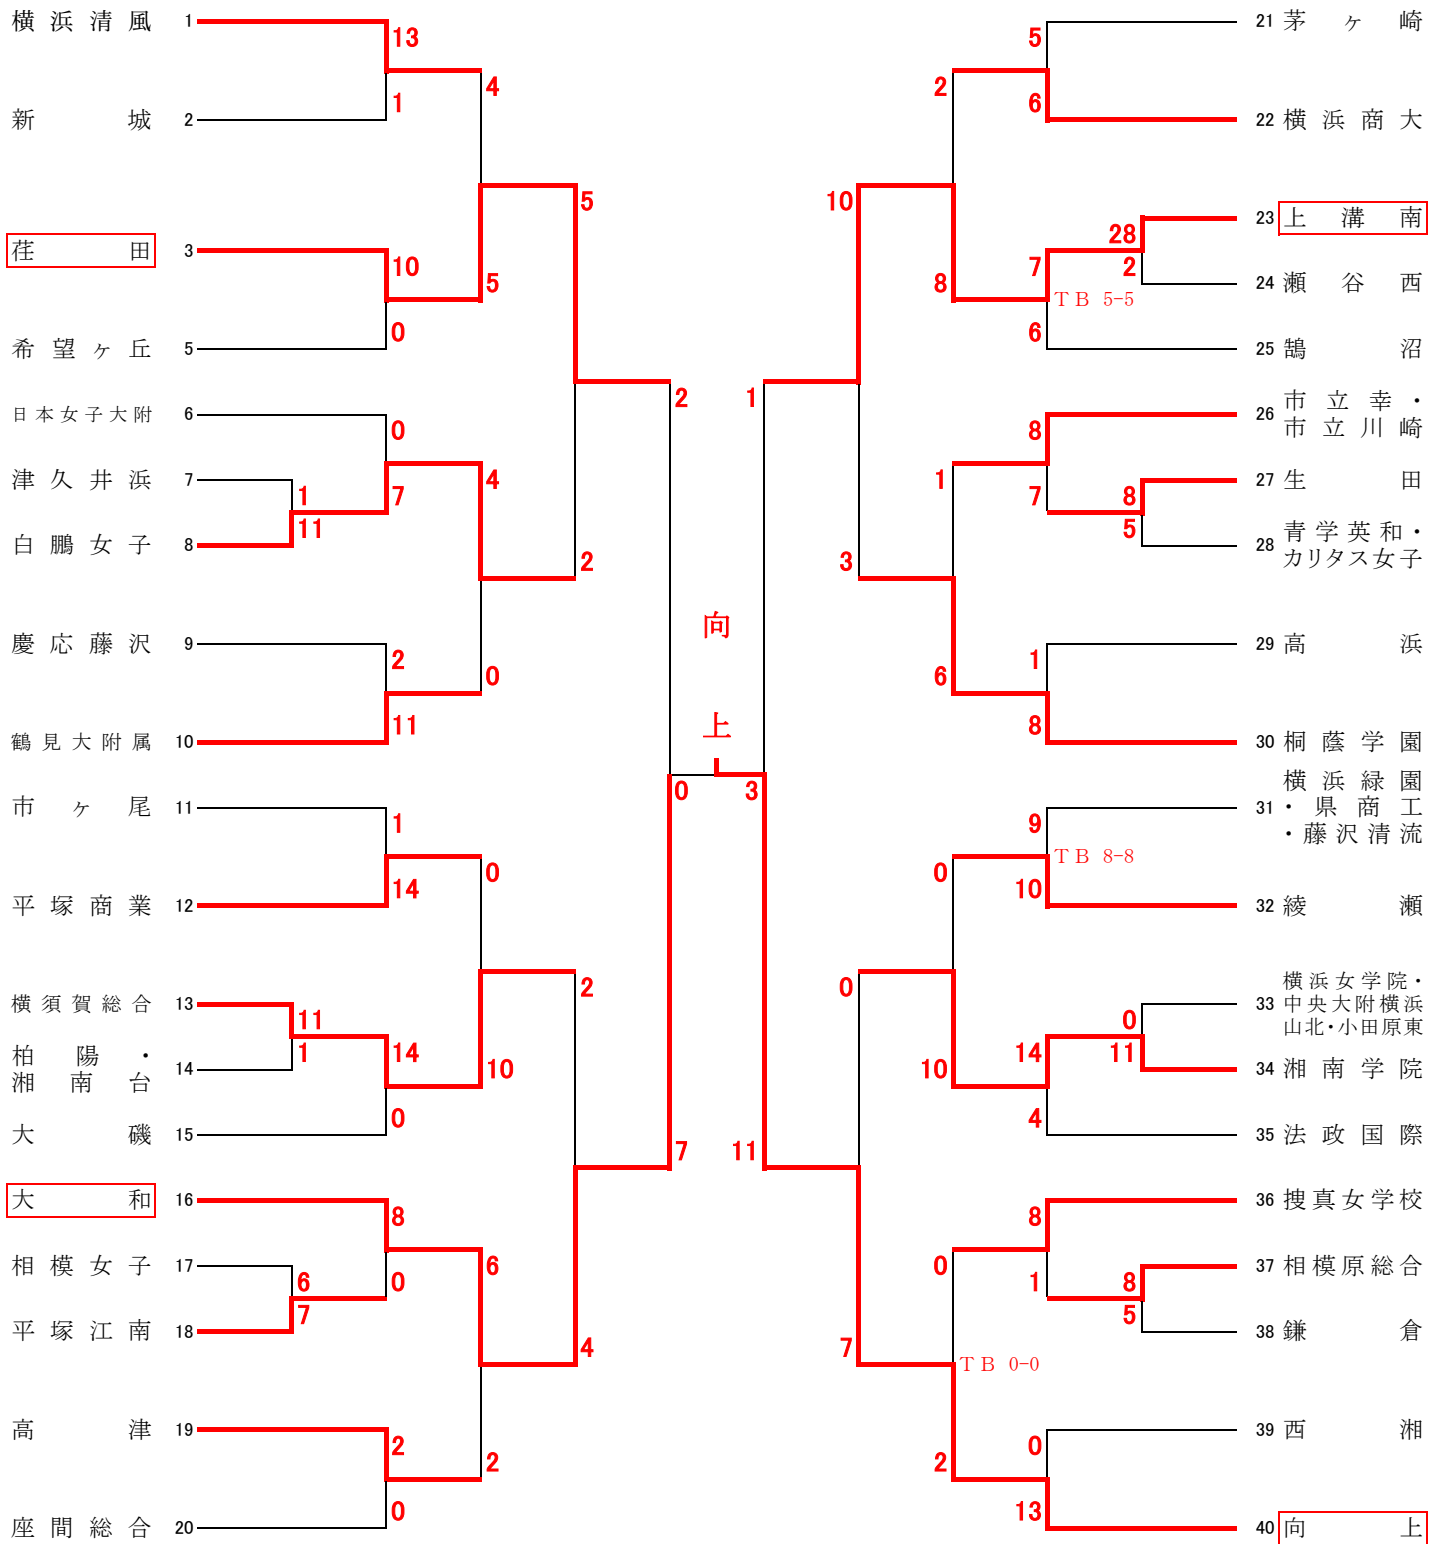 横浜清風 1
新城 2
荏田 3
希望ヶ丘 5
日本女子大附 6
津久井浜 7
白鵬女子 8
慶応藤沢 9
鶴見大附属 10
市ヶ尾 11
平塚商業 12
横須賀総合 13
柏陽・
湘南台 14
大磯 15
大和 16
相模女子 17
平塚江南 18
高津 19
座間総合 20
13
1
10
0
0
1
11
7
2
11
1
14
11
1
14
0
8
6
7
0
2
0
4
5
4
0
0
10
6
2
5
2
2
4
2
7
0
向
上
3
1
11
10
3
0
7
2
8
1
6
0
10
0
2
TB 0-0
5
6
28
2
7
TB 5-5
6
8
8
5
7
1
8
9
TB 8-8
10
0
11
14
4
8
8
5
1
0
13
21 茅ヶ崎
22 横浜商大
23 上溝南
24 瀬谷西
25 鵠沼
26 市立幸・
市立川崎
27 生田
28 青学英和・
カリタス女子
29 高浜
30 桐蔭学園
横浜緑園
31 ・県商工
・藤沢清流
32 綾瀬
横浜女学院・
33 中央大附横浜
山北・小田原東
34 湘南学院
35 法政国際
36 捜真女学校
37 相模原総合
38 鎌倉
39 西湘
40 向上